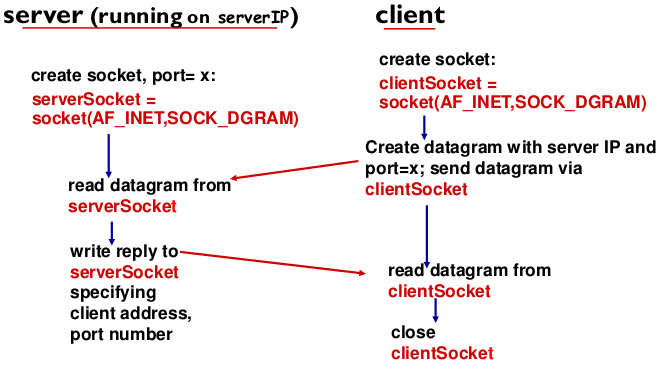 server (running on serverIP)
create socket, port= x:
serverSocket =
socket(AF_INET,SOCK_DGRAM)
read datagram from
serverSocket
write reply to
serverSocket
specifying
client address,
port number
client
create socket:
clientSocket =
socket(AF_INET,SOCK_DGRAM)
Create datagram with server IP and
port=x; send datagram via
clientSocket
read datagram from
clientSocket
close
clientSocket